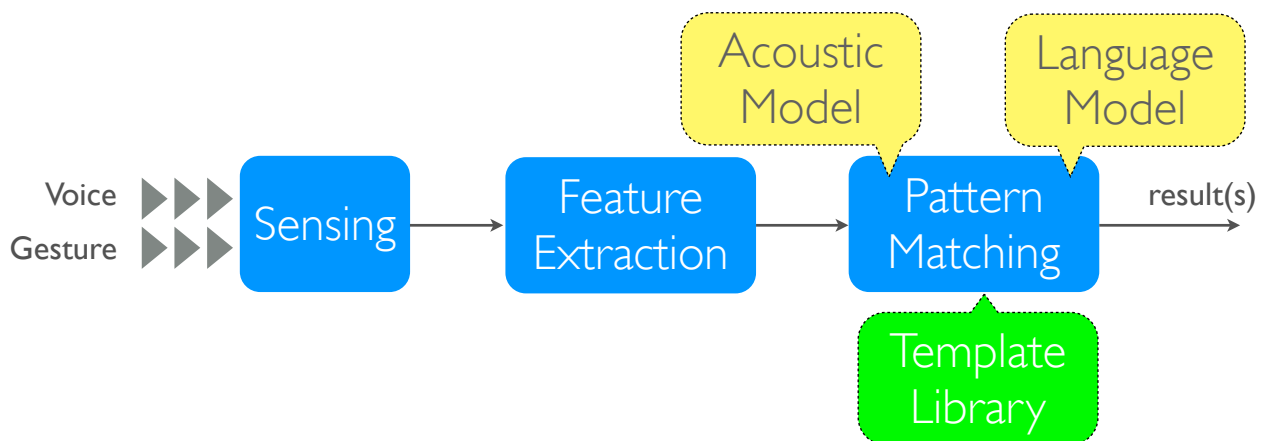 Acoustic
Model
Language
Model
Voice
Gesture
Sensing
Feature
Extraction
Pattern
Matching
result(s)
Template
Library